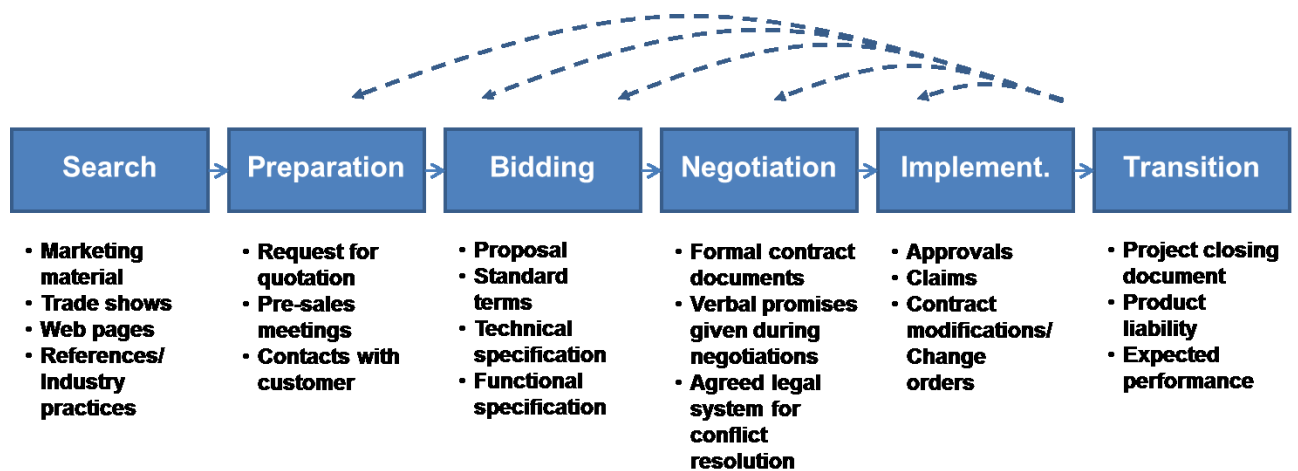 Search
Preparation
Bidding
Negotiation
Implement.
Transition
• Marketing
material
• Trade shows
• Web pages
• References/
Industry
practices
• Request for
quotation
• Pre-sales
meetings
• Contacts with
customer
• Proposal
• Standard
terms
• Technical
specification
• Functional
specification
• Formal contract
documents
• Verbal promises
given during
negotiations
• Agreed legal
system for
conflict
resolution
• Approvals
• Claims
• Contract
modifications/
Change
orders
• Project closing
document
• Product
liability
• Expected
performance